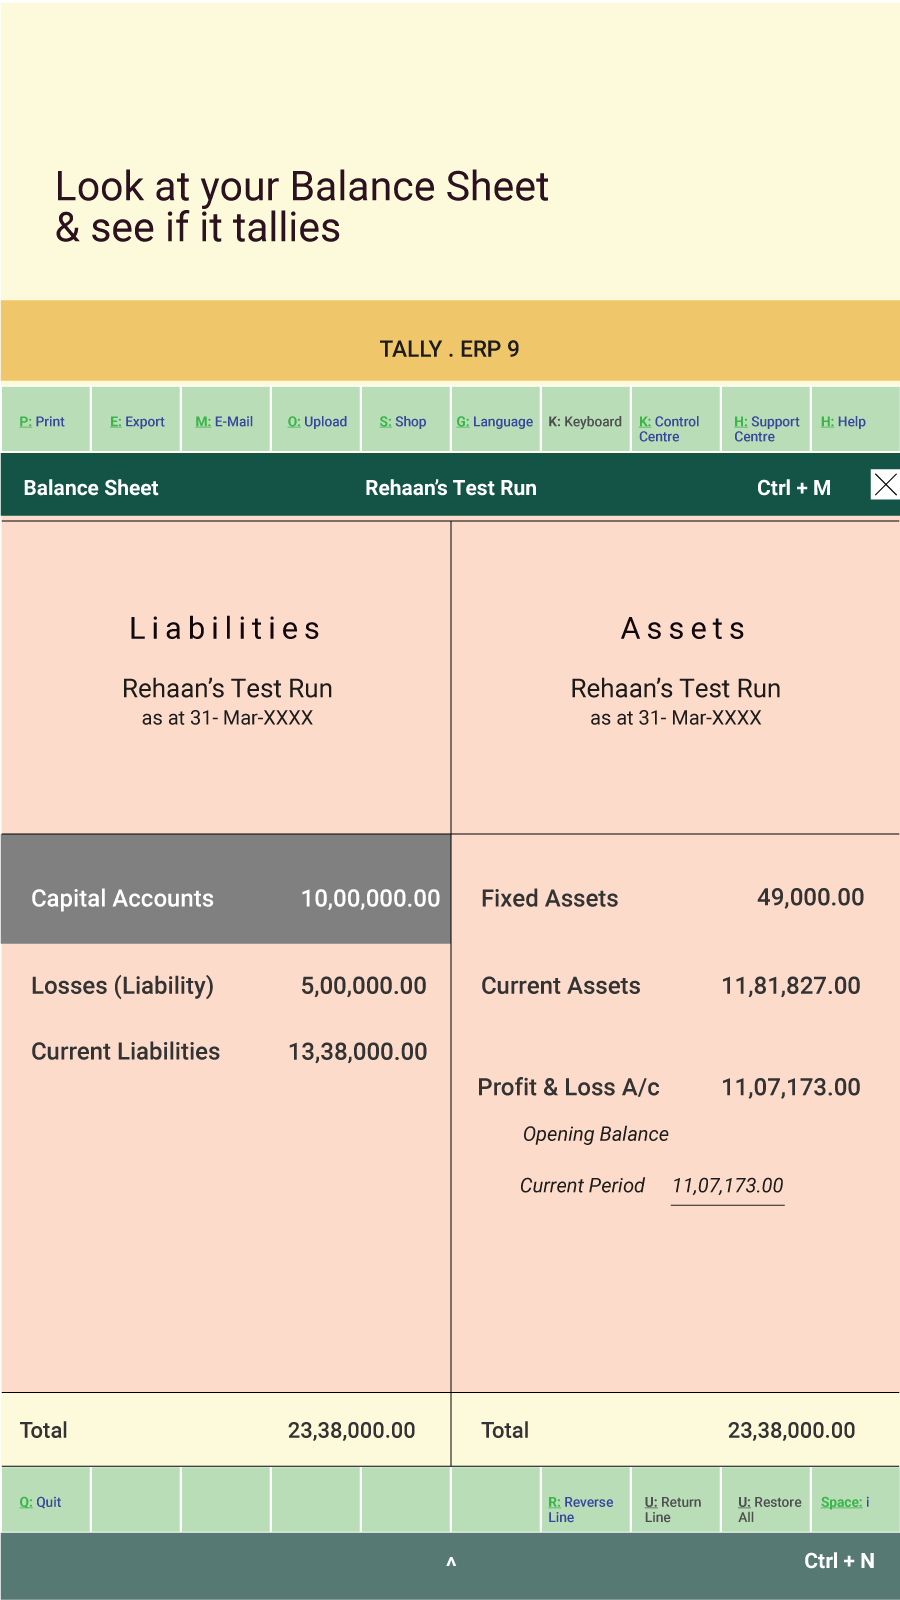 Look at your Balance Sheet
& see if it tallies
TALLY . ERP 9
P: Print
E: Export
M: E-Mail
O: Upload
S: Shop
G: Language
K: Keyboard
K: Control
Centre
H: Support
Centre
H: Help
Balance Sheet
Rehaan's Test Run
Ctrl + M
Liabilities
Rehaan's Test Run
as at 31- Mar-XXXX
Assets
Rehaan's Test Run
as at 31- Mar-XXXX
Capital Accounts 10,00,000.00
Losses (Liability) 5,00,000.00
Current Liabilities 13,38,000.00
Fixed Assets 49,000.00
Current Assets 11,81,827.00
Profit & Loss A/c 11,07,173.00
Opening Balance
Current Period 11,07,173.00
Total 23,38,000.00
Total 23,38,000.00
Q: Quit
R: Reverse
Line
U: Return
Line
U: Restore
All
Space: i
^
Ctrl + N